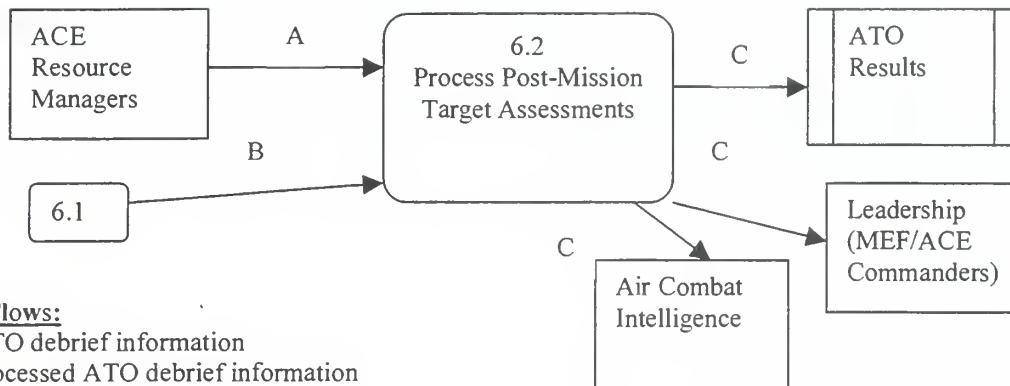 ACE
Resource
Managers
A
6.2
Process Post-Mission
Target Assessments
C
ATO
Results
B
6.1
C
Leadership
(MEF/ACE
Commanders)
C
Air Combat
Intelligence
lows:
TO debrief information
ocessed ATO debrief information